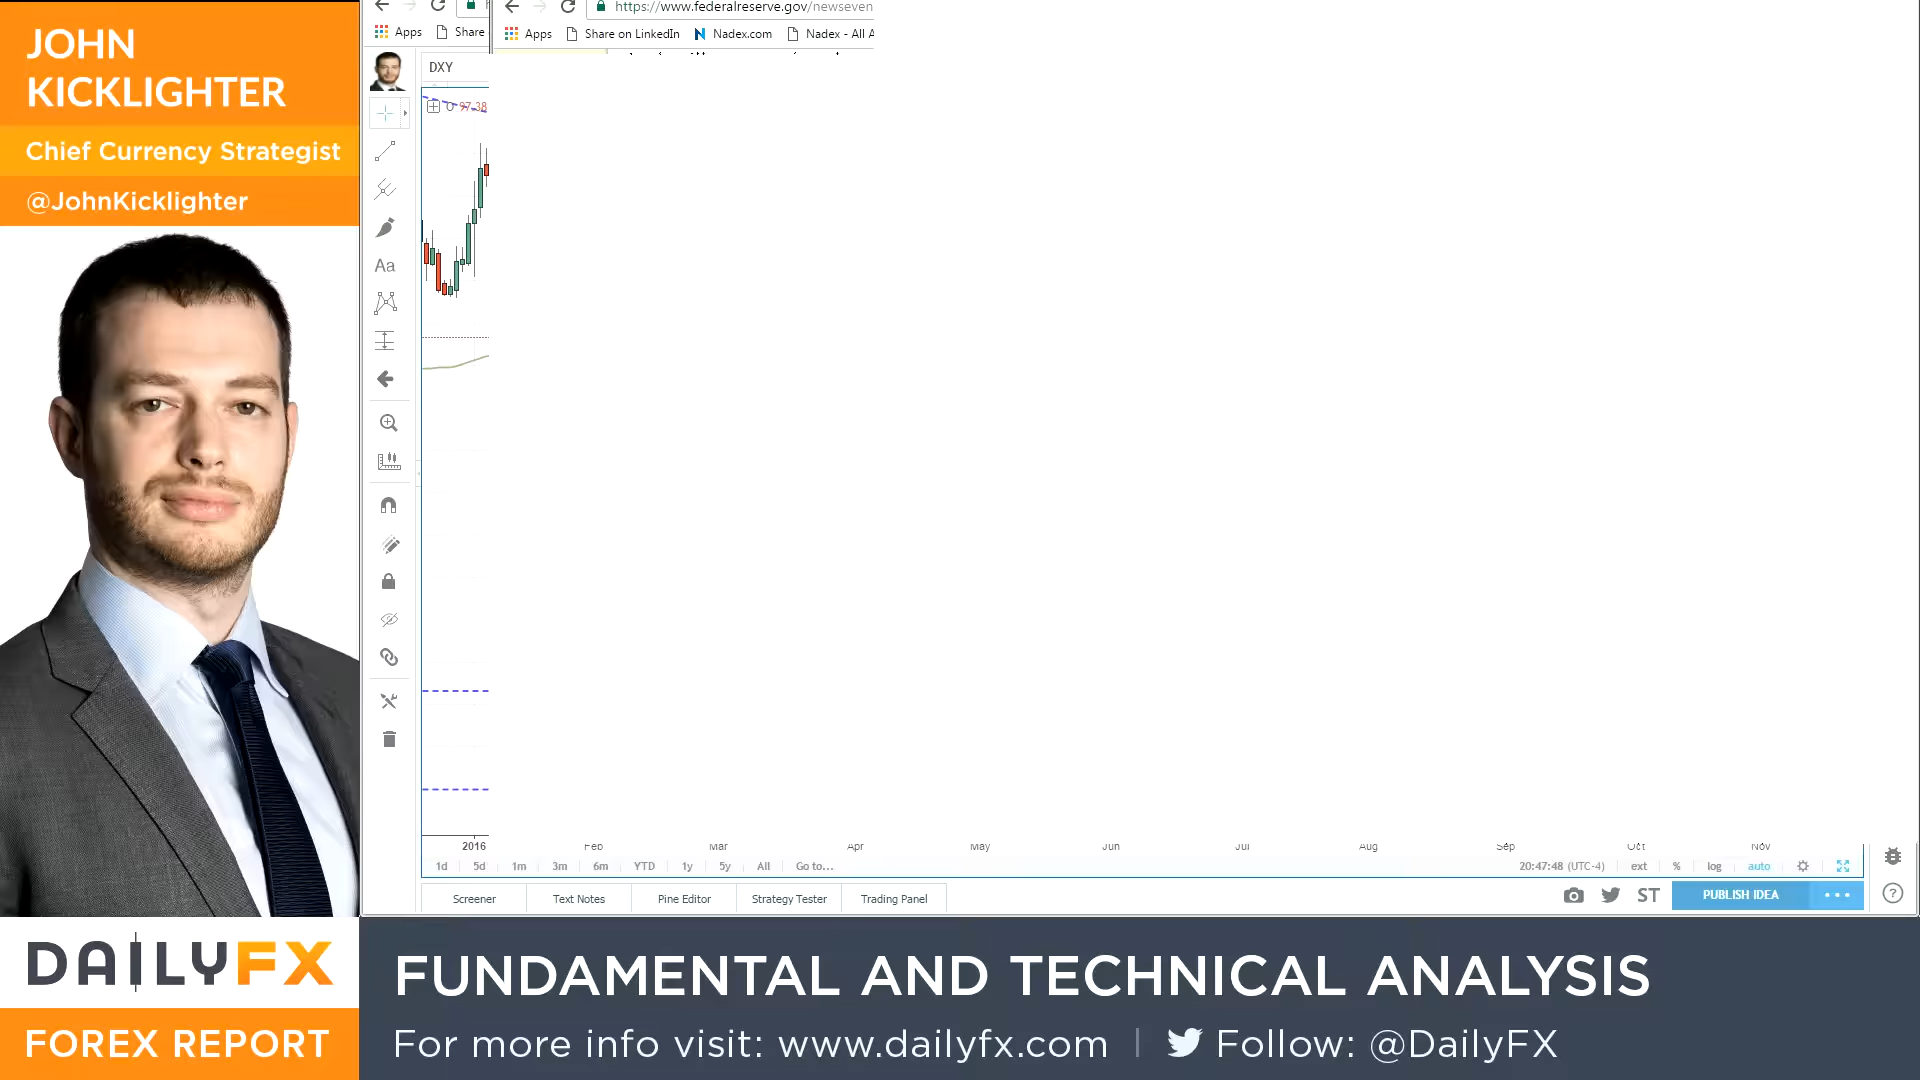 JOHN
KICKLIGHTER
Chief Currency Strategist
@JohnKicklighter
Apps Share
https://www.federalreserve.gov/newseven
Apps Share on LinkedIn Nadex.com Nadex - All A
DXY
O 97.38
Aa
2016 Feb Mar Apr May Jun Jul Aug Sep Oct Nov
1d 5d 1m 3m 6m YTD 1y 5y All Go to... 20:47:48 (UTC-4) ext % log auto
Screener Text Notes Pine Editor Strategy Tester Trading Panel ST PUBLISH IDEA
DAILYFX
FOREX REPORT
FUNDAMENTAL AND TECHNICAL ANALYSIS
For more info visit: www.dailyfx.com | Follow: @DailyFX